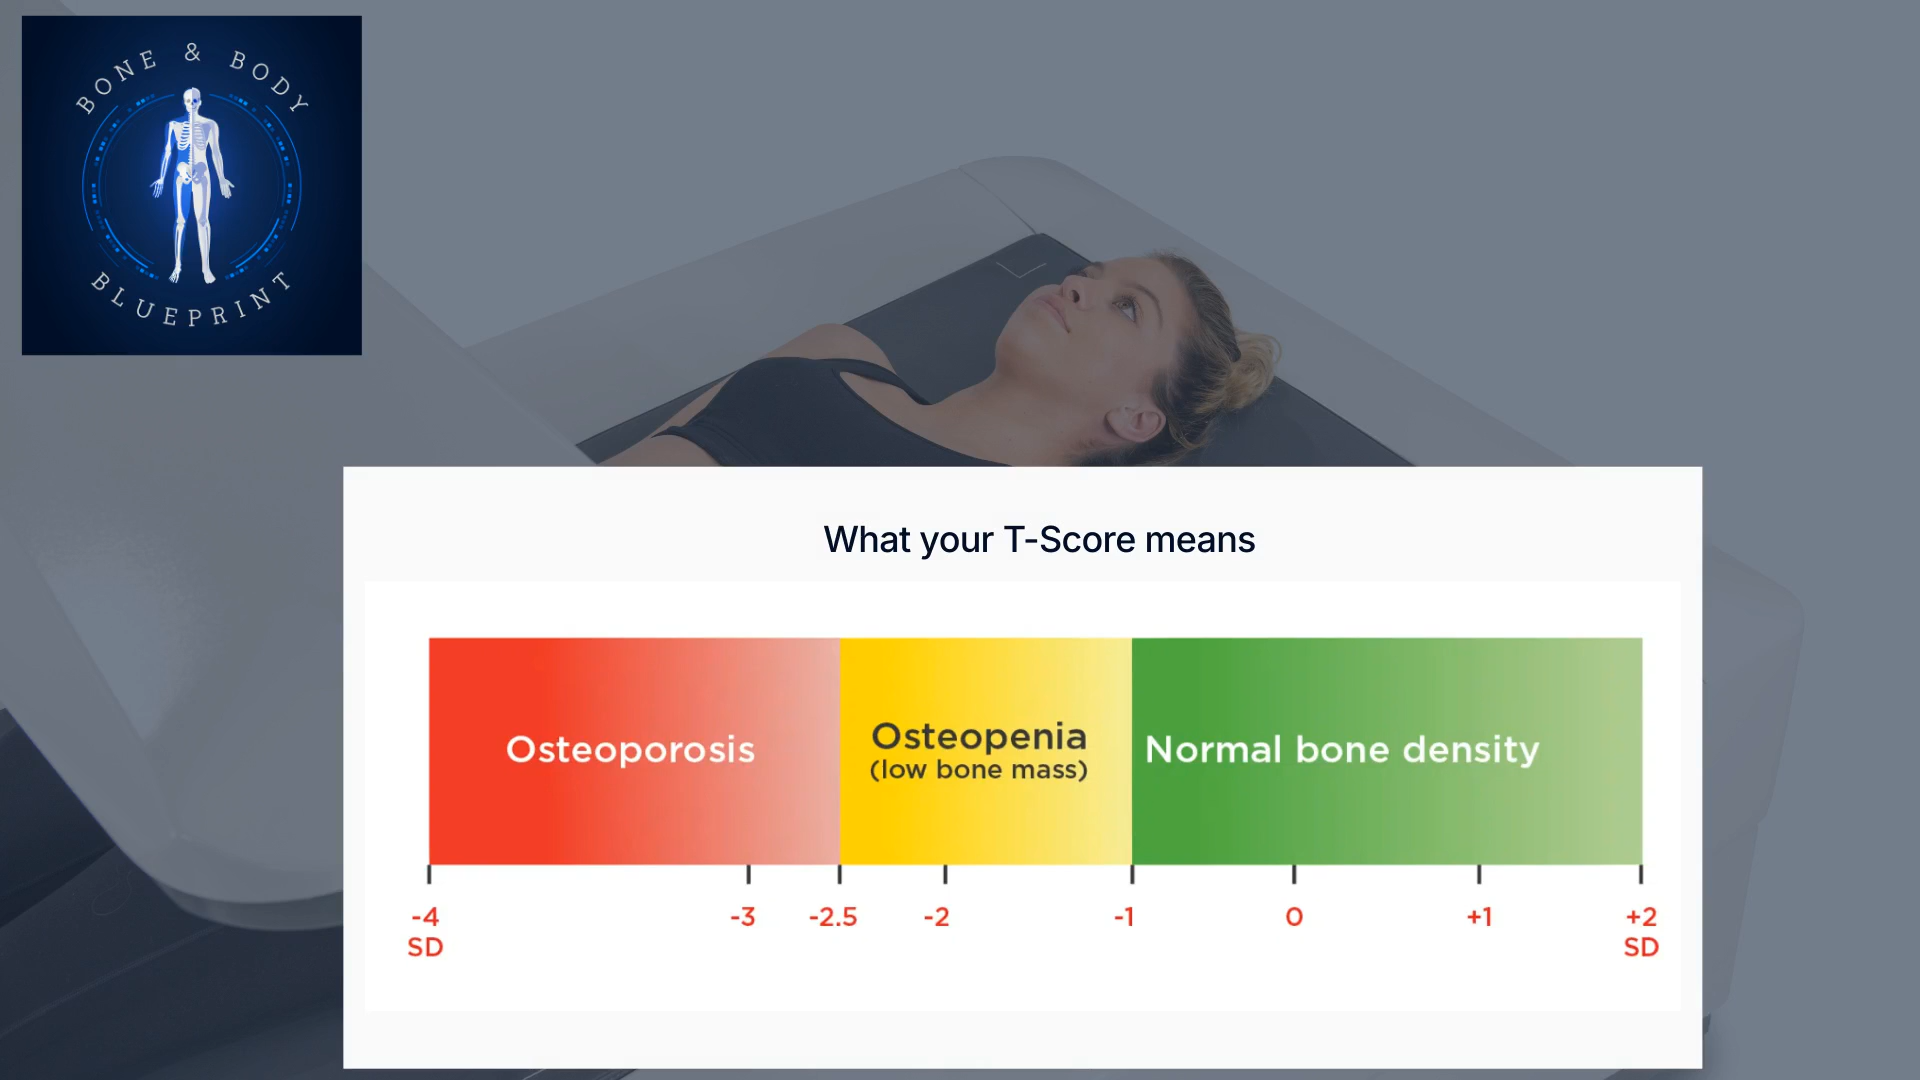 BONE & BODY
BLUEPRINT
What your T-Score means
Osteoporosis
Osteopenia
(low bone mass)
Normal bone density
-4 -3 -2.5 -2 -1 0 +1 +2
SD SD